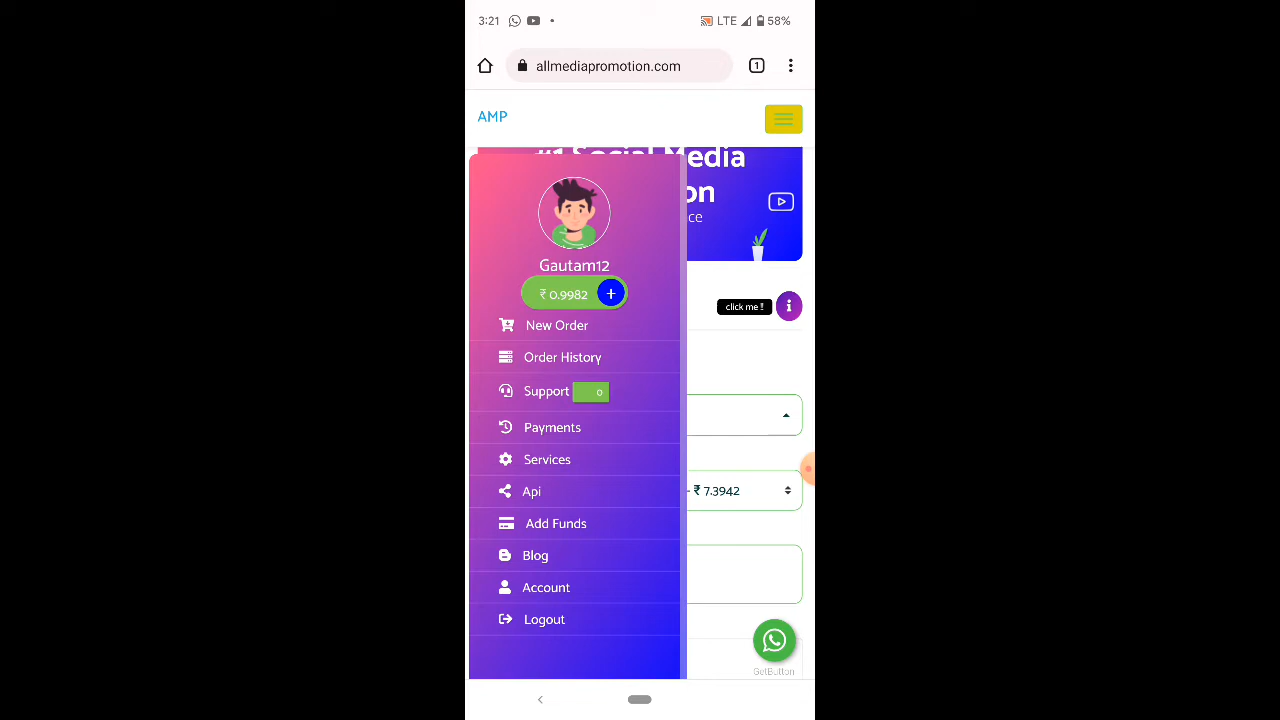 3:21 LTE 58%
allmediapromotion.com 1
AMP
#1 Social Media
on
ce
Gautam12
₹ 0.9982 +
click me !!
New Order
Order History
Support 0
Payments
Services
- ₹ 7.3942
Api
Add Funds
Blog
Account
Logout
GetButton